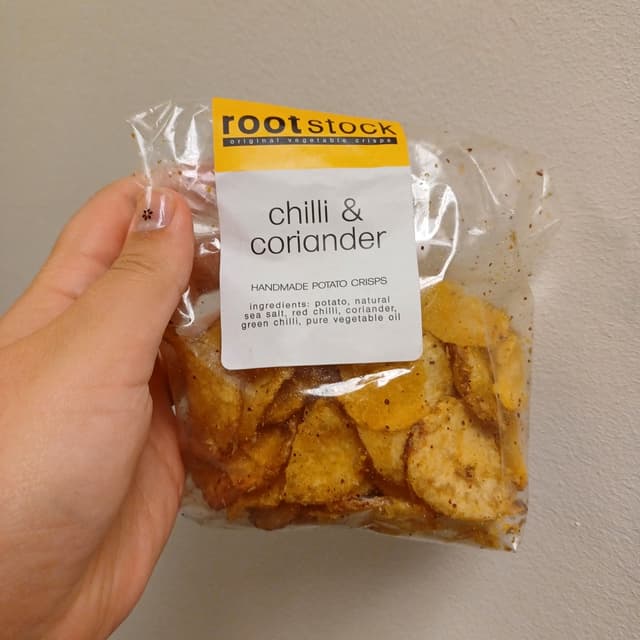 rootstock
original vegetable crisps
chilli &
coriander
HANDMADE POTATO CRISPS
ingredients: potato, natural
sea salt, red chilli, coriander,
green chilli, pure vegetable oil